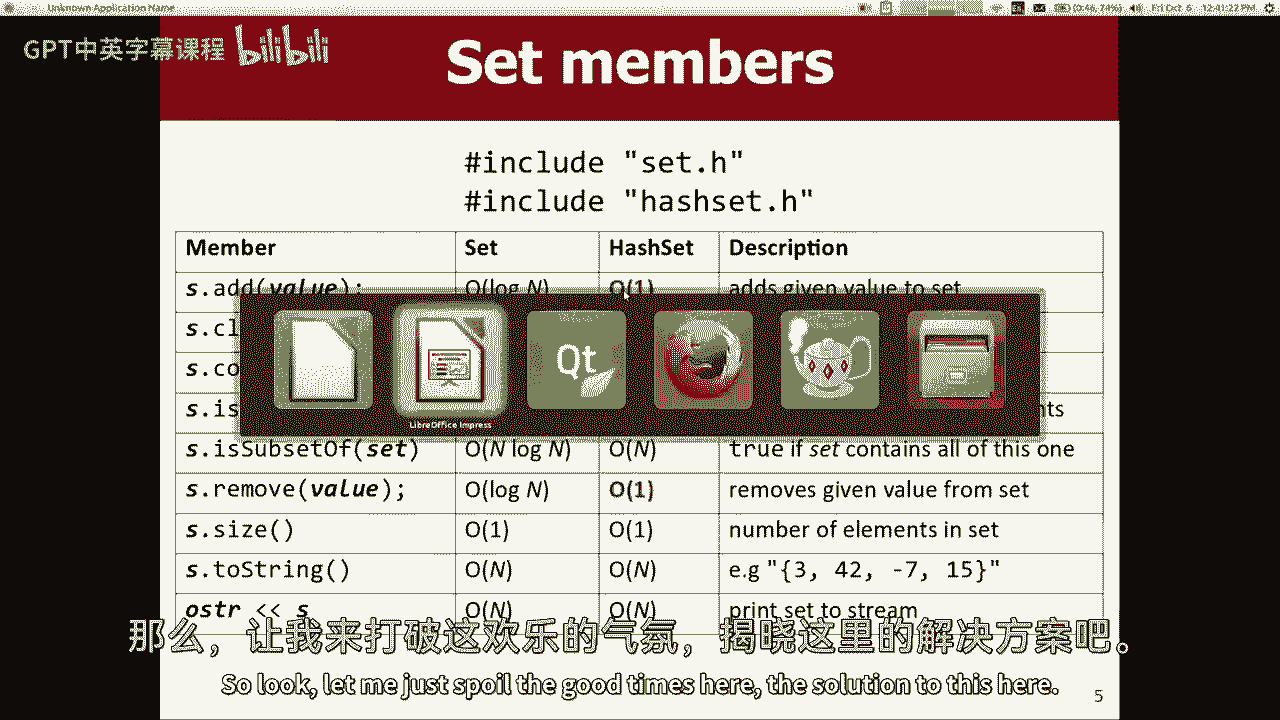 Unknown Application Name
(0:46, 74%)
Fri Oct 6 12:41:22 PM
GPT中英字幕课程 bilibili
Set members
#include "set.h"
#include "hashset.h"
Member Set HashSet Description
s.add(value); O(log N) O(1) adds given value to set
s.cl
s.co
s.is nts
LibreOffice Impress
s.isSubsetOf(set) O(N log N) O(N) true if set contains all of this one
s.remove(value); O(log N) O(1) removes given value from set
s.size() O(1) O(1) number of elements in set
s.toString() O(N) O(N) e.g "{3, 42, -7, 15}"
ostr << s O(N) O(N) print set to stream
那么，让我来打破这欢乐的气氛，揭晓这里的解决方案吧。
So look, let me just spoil the good times here, the solution to this here.
5